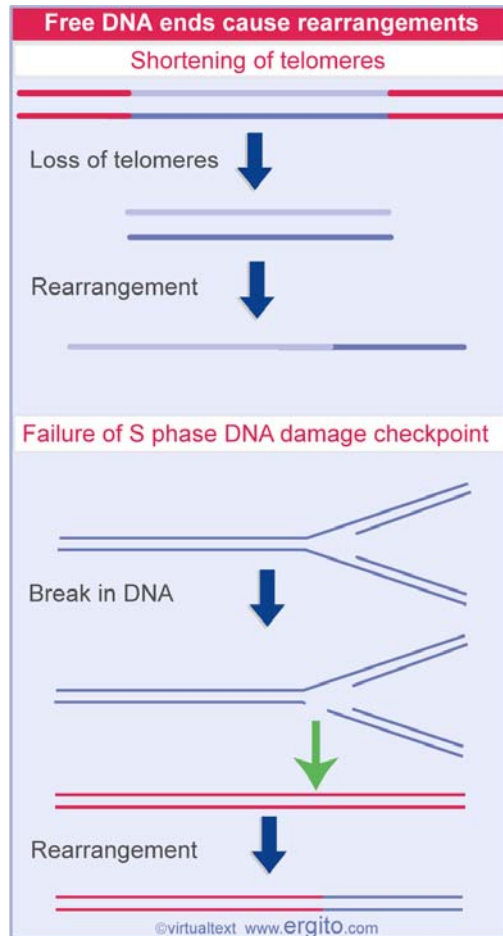 Free DNA ends cause rearrangements
Shortening of telomeres
Loss of telomeres
Rearrangement
Failure of S phase DNA damage checkpoint
Break in DNA
Rearrangement
©virtualtext www.ergito.com